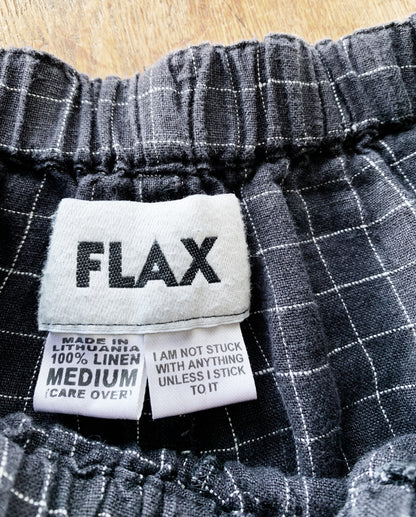 FLAX
MADE IN
LITHUANIA
100% LINEN
MEDIUM
(CARE OVER)
I AM NOT STUCK
WITH ANYTHING
UNLESS I STICK
TO IT